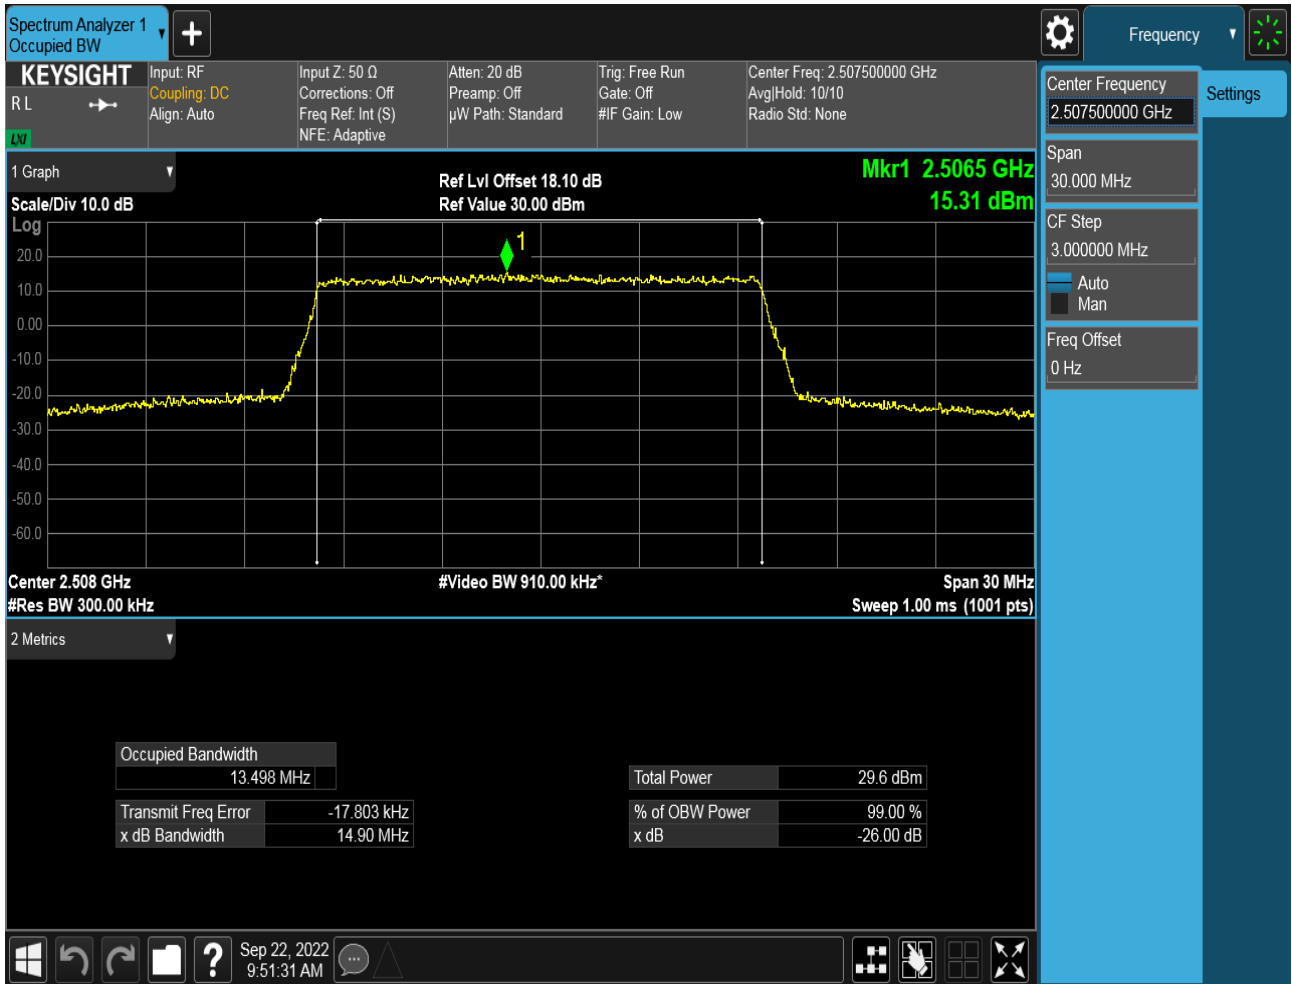 Spectrum Analyzer 1
Occupied BW
Frequency
KEYSIGHT
R L
LXI
Input: RF
Coupling: DC
Align: Auto
Input Z: 50 Ω
Corrections: Off
Freq Ref: Int (S)
NFE: Adaptive
Atten: 20 dB
Preamp: Off
µW Path: Standard
Trig: Free Run
Gate: Off
#IF Gain: Low
Center Freq: 2.507500000 GHz
Avg|Hold: 10/10
Radio Std: None
Center Frequency
2.507500000 GHz
Settings
Span
30.000 MHz
CF Step
3.000000 MHz
Auto
Man
Freq Offset
0 Hz
1 Graph
Scale/Div 10.0 dB
Ref Lvl Offset 18.10 dB
Ref Value 30.00 dBm
Mkr1 2.5065 GHz
15.31 dBm
Log
1
20.0
10.0
0.00
-10.0
-20.0
-30.0
-40.0
-50.0
-60.0
Center 2.508 GHz
#Video BW 910.00 kHz*
Span 30 MHz
#Res BW 300.00 kHz
Sweep 1.00 ms (1001 pts)
2 Metrics
Occupied Bandwidth
13.498 MHz
Transmit Freq Error -17.803 kHz
x dB Bandwidth 14.90 MHz
Total Power 29.6 dBm
% of OBW Power 99.00 %
x dB -26.00 dB
?
Sep 22, 2022
9:51:31 AM